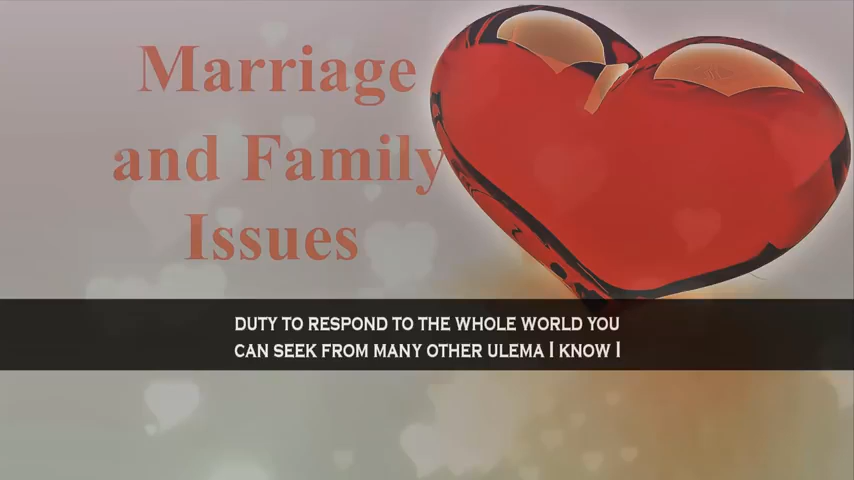 Marriage
and Family
Issues
DUTY TO RESPOND TO THE WHOLE WORLD YOU
CAN SEEK FROM MANY OTHER ULEMA I KNOW I